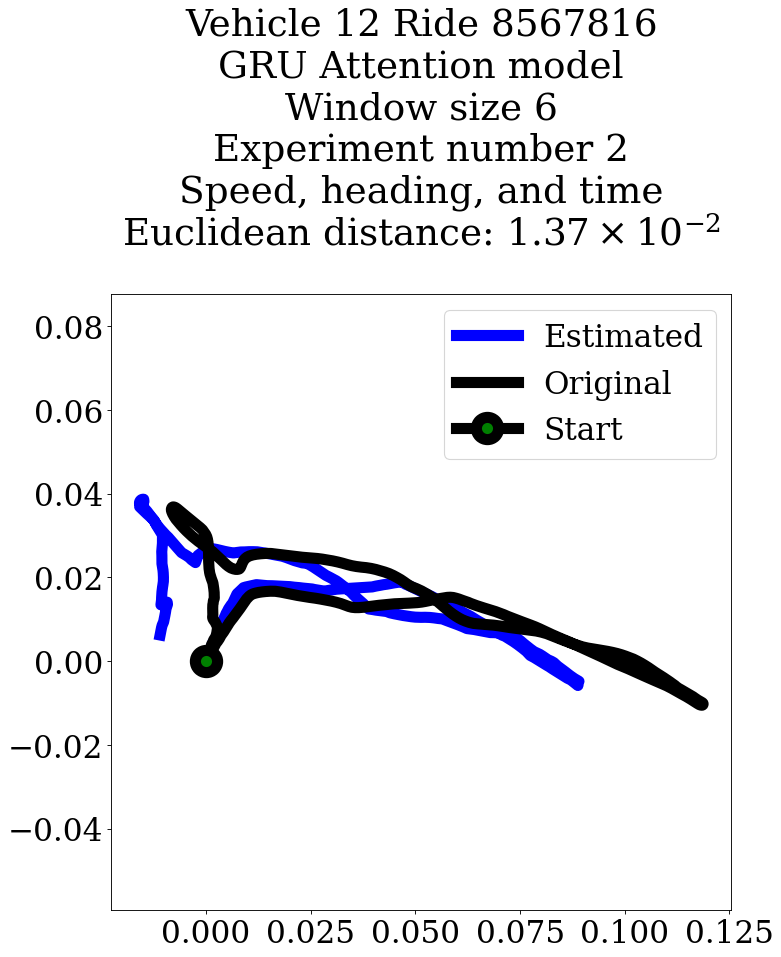 Vehicle 12 Ride 8567816
GRU Attention model
Window size 6
Experiment number 2
Speed, heading, and time
Euclidean distance: 1.37 × 10⁻²
Estimated
Original
Start
0.08
0.06
0.04
0.02
0.00
−0.02
−0.04
0.000 0.025 0.050 0.075 0.100 0.125